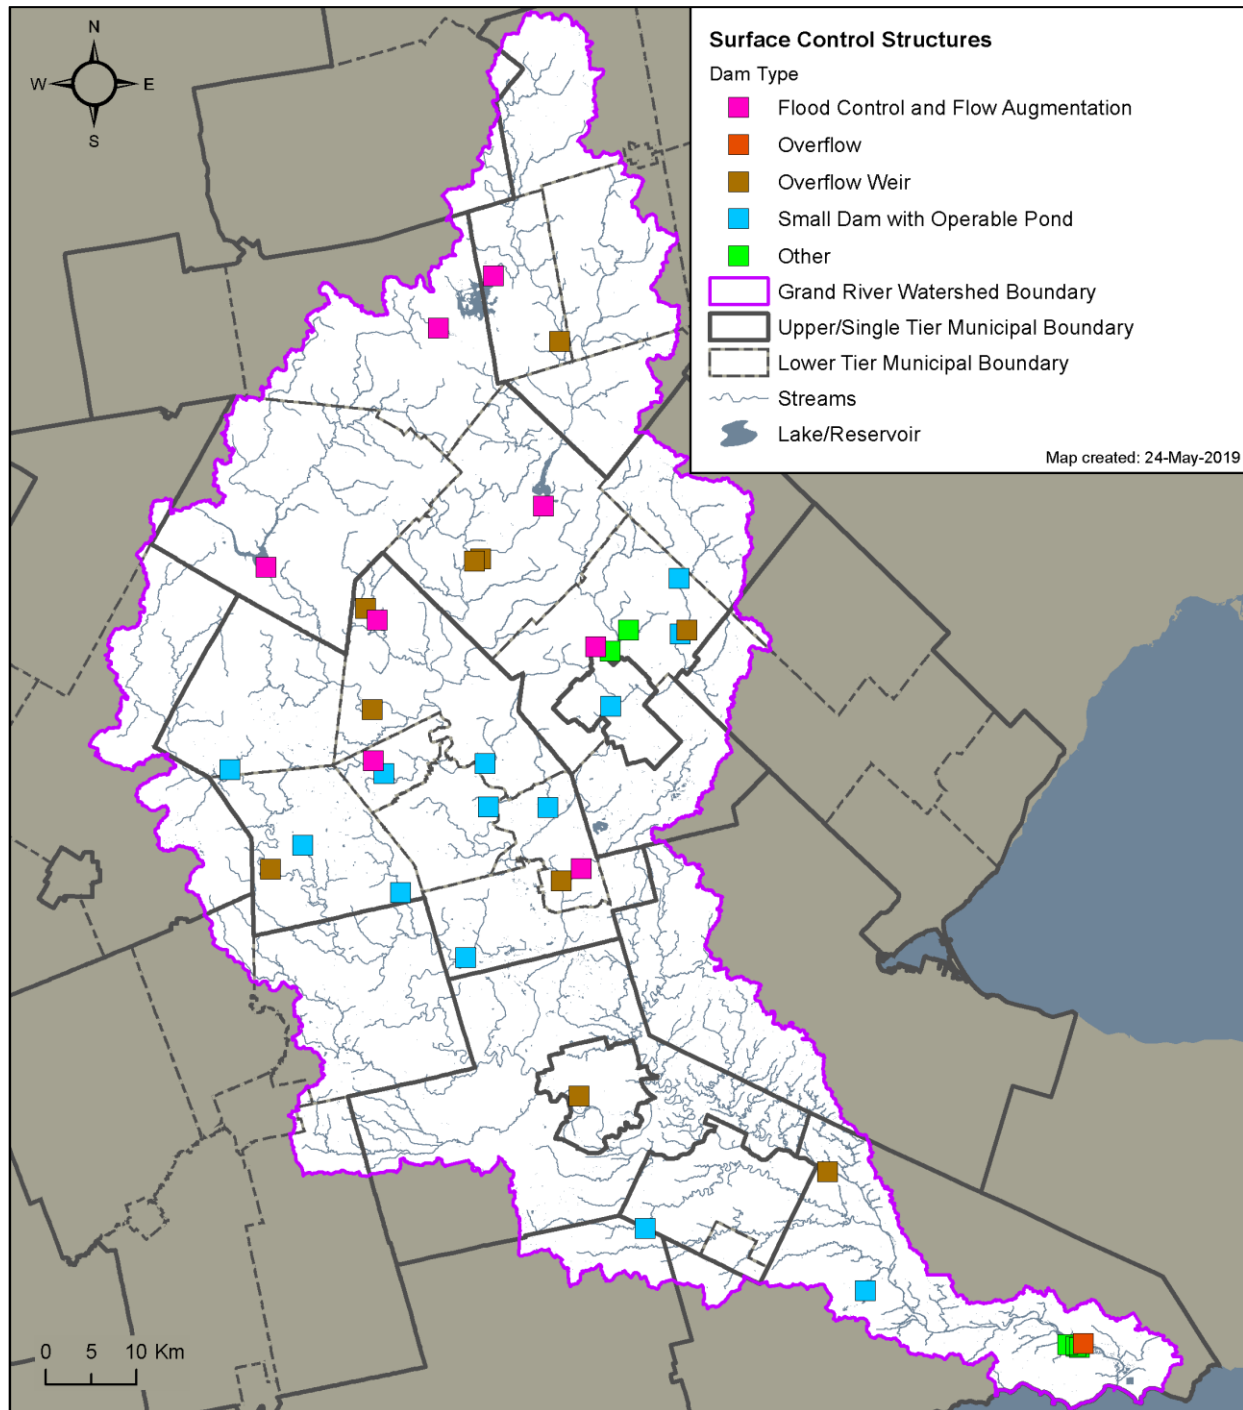 N
W E
S
Surface Control Structures
Dam Type
Flood Control and Flow Augmentation
Overflow
Overflow Weir
Small Dam with Operable Pond
Other
Grand River Watershed Boundary
Upper/Single Tier Municipal Boundary
Lower Tier Municipal Boundary
Streams
Lake/Reservoir
Map created: 24-May-2019
0 5 10 Km